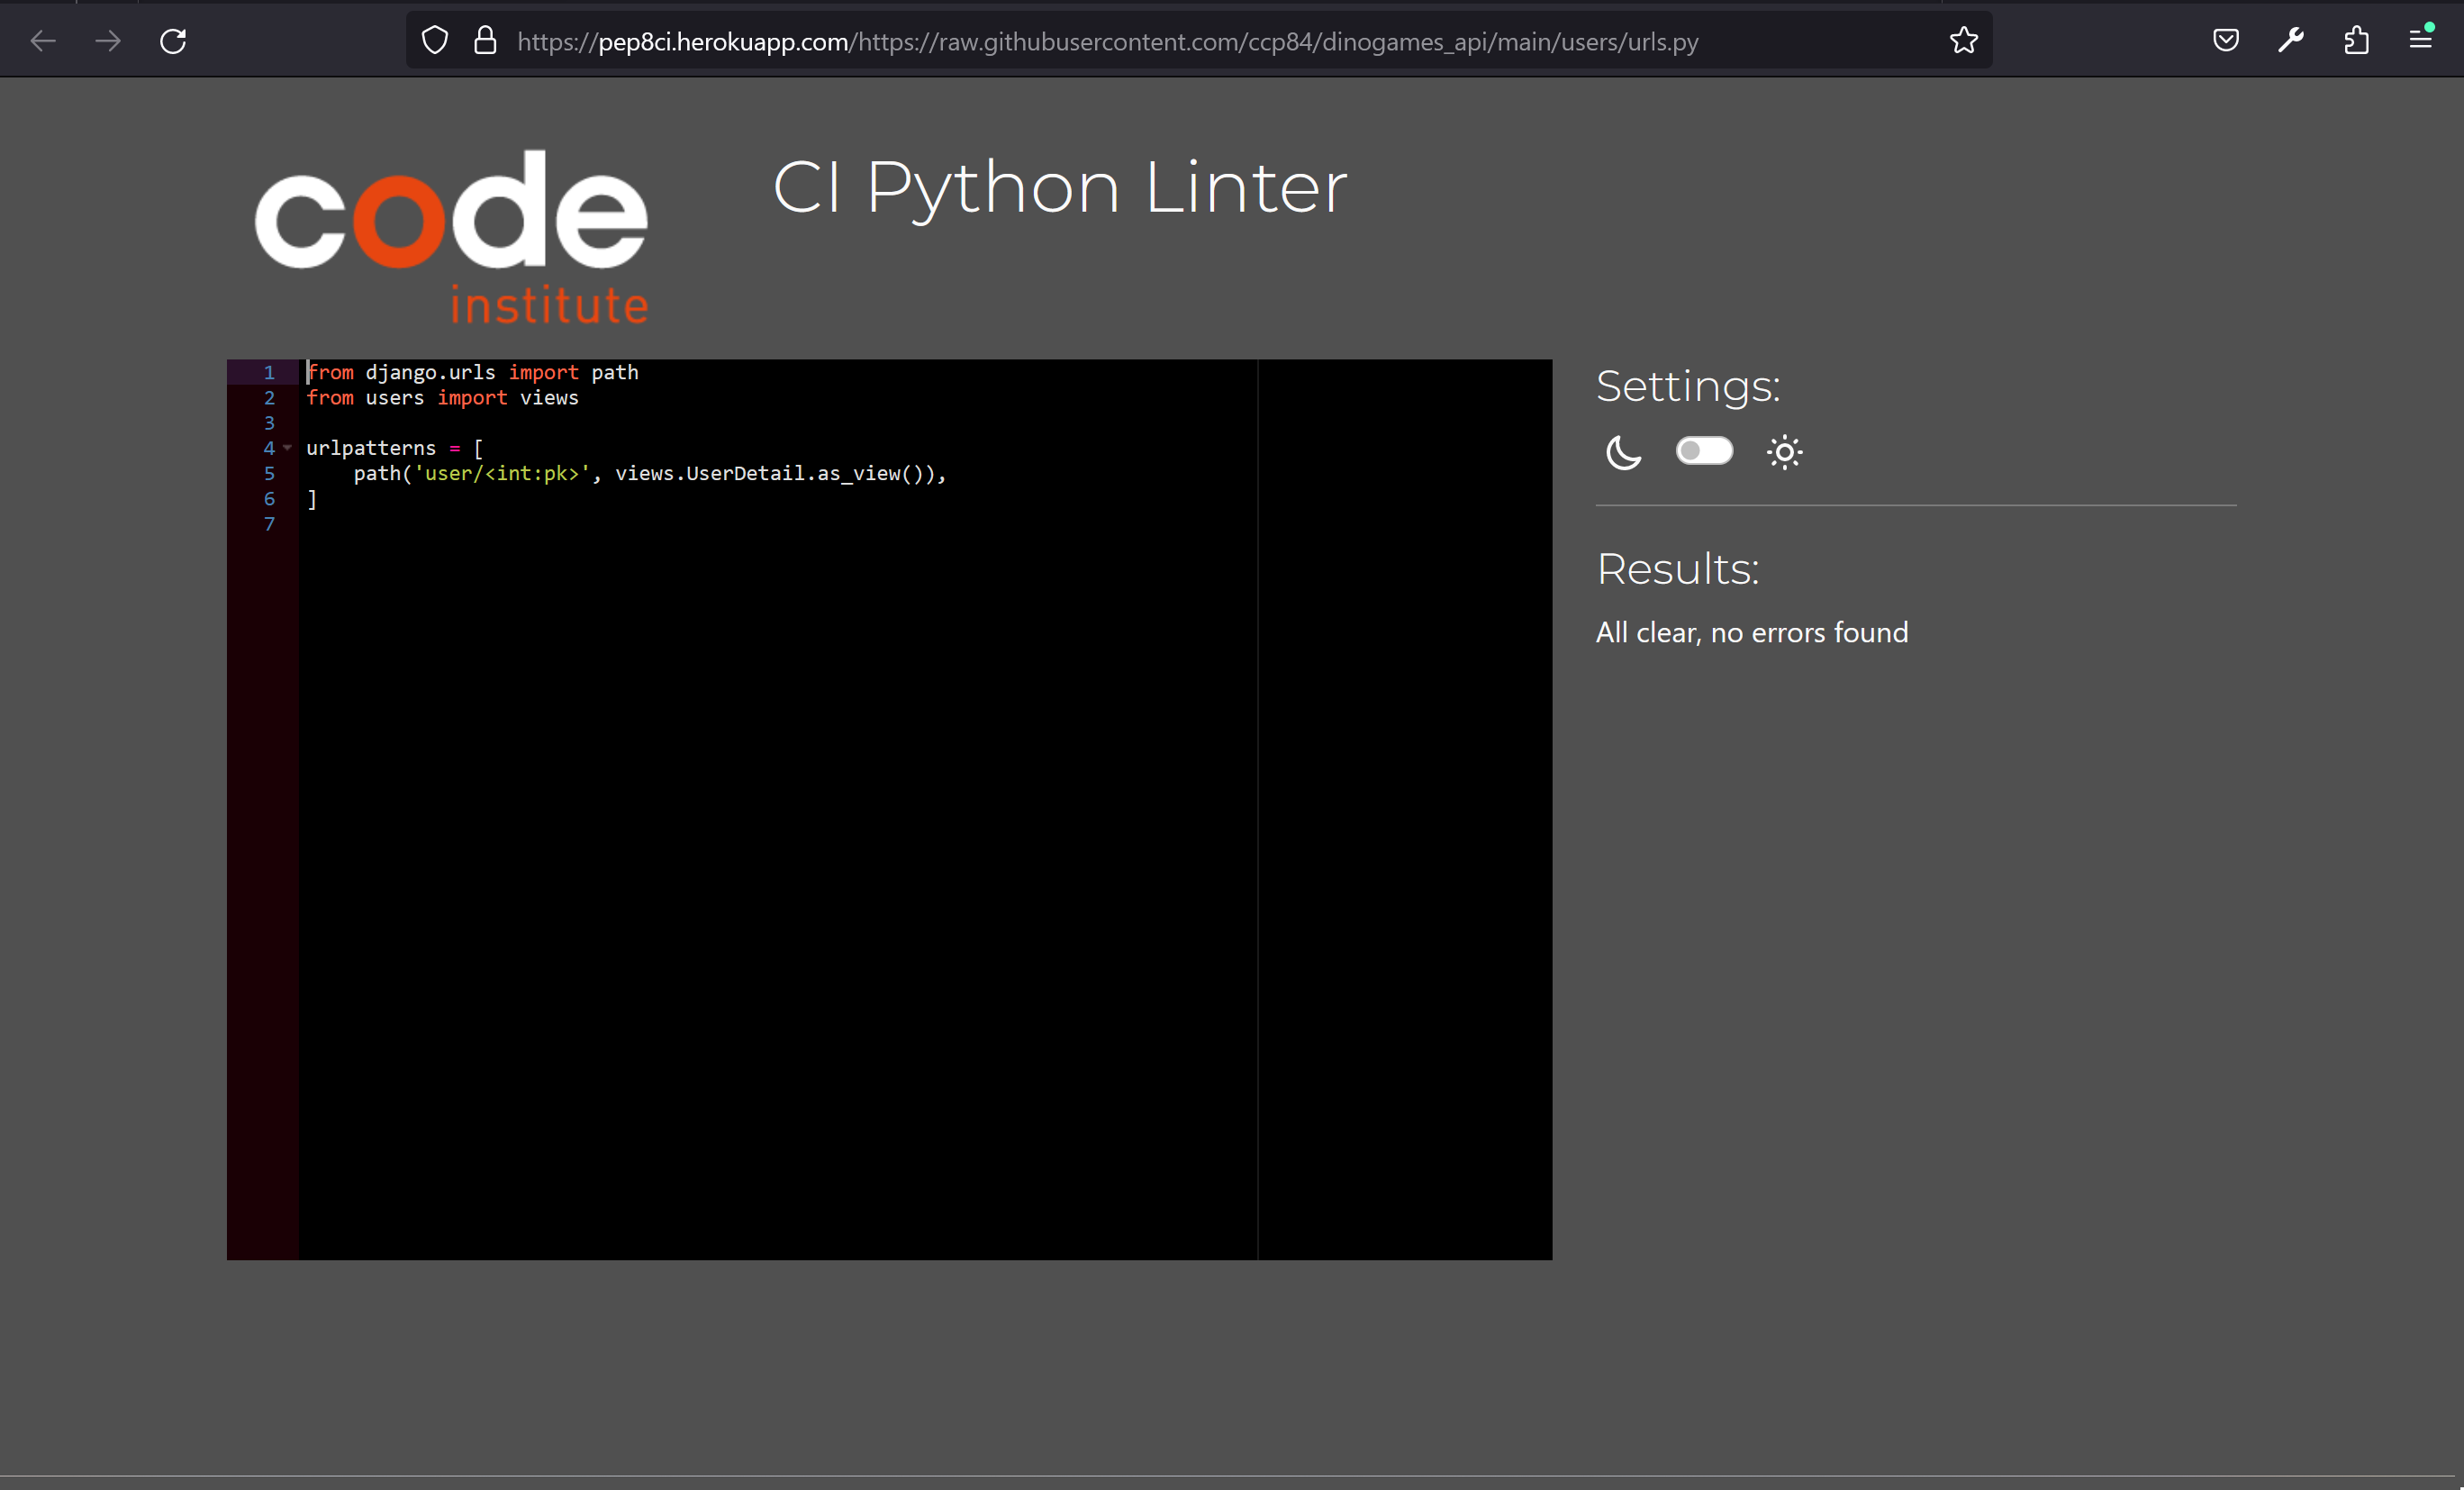 https://pep8ci.herokuapp.com/https://raw.githubusercontent.com/ccp84/dinogames_api/main/users/urls.py
code
institute
CI Python Linter
1 from django.urls import path
2 from users import views
3
4 urlpatterns = [
5     path('user/<int:pk>', views.UserDetail.as_view()),
6 ]
7
Settings:
Results:
All clear, no errors found